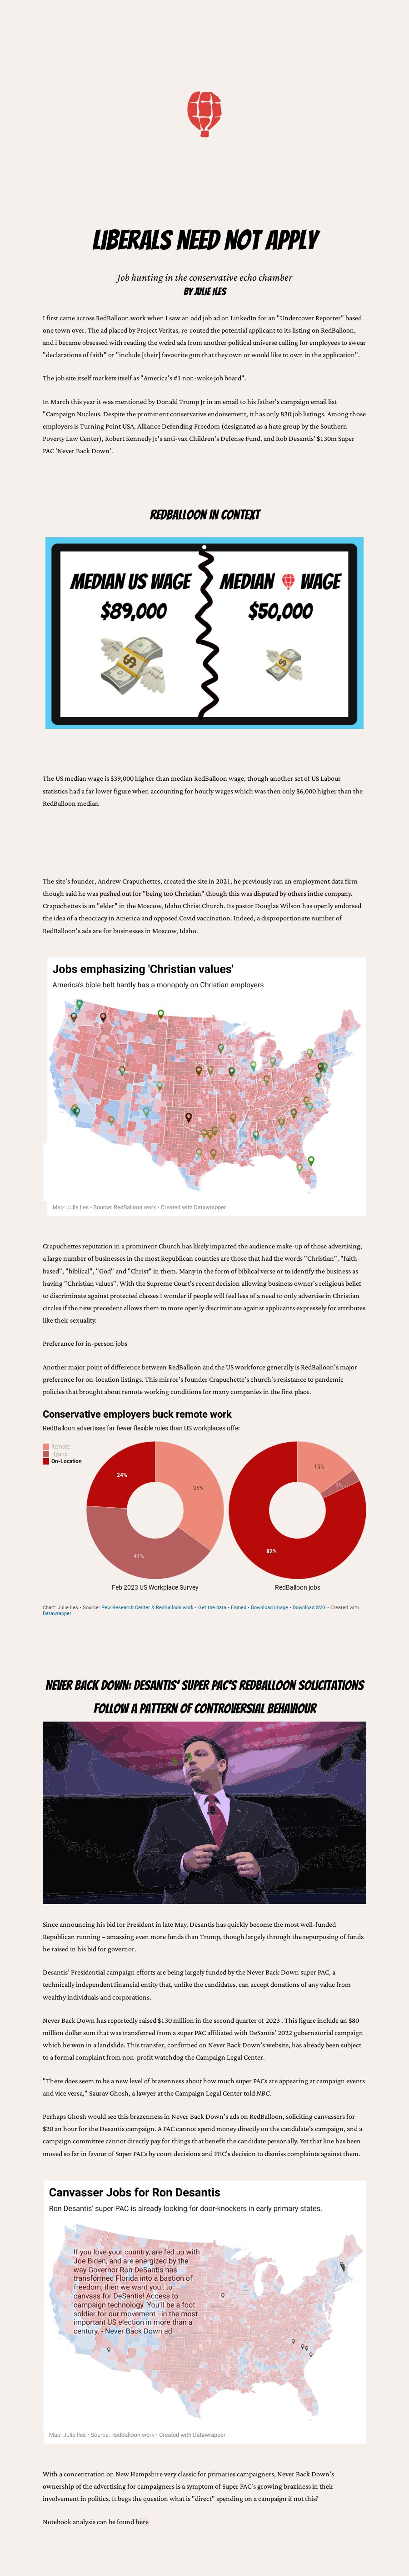 LIBERALS NEED NOT APPLY
Job hunting in the conservative echo chamber
BY JULIE ILES
I first came across RedBalloon.work when I saw an odd job ad on LinkedIn for an "Undercover Reporter" based
one town over. The ad placed by Project Veritas, re-routed the potential applicant to its listing on RedBalloon,
and I became obsessed with reading the weird ads from another political universe calling for employees to swear
"declarations of faith" or "include [their] favourite gun that they own or would like to own in the application".
The job site itself markets itself as "America's #1 non-woke job board".
In March this year it was mentioned by Donald Trump Jr in an email to his father's campaign email list
"Campaign Nucleus. Despite the prominent conservative endorsement, it has only 830 job listings. Among those
employers is Turning Point USA, Alliance Defending Freedom (designated as a hate group by the Southern
Poverty Law Center), Robert Kennedy Jr's anti-vax Children's Defense Fund, and Rob Desantis' $130m Super
PAC 'Never Back Down'.
REDBALLOON IN CONTEXT
MEDIAN US WAGE
$89,000
MEDIAN WAGE
$50,000
The US median wage is $39,000 higher than median RedBalloon wage, though another set of US Labour
statistics had a far lower figure when accounting for hourly wages which was then only $6,000 higher than the
RedBalloon median
The site's founder, Andrew Crapuchettes, created the site in 2021, he previously ran an employment data firm
though said he was pushed out for "being too Christian" though this was disputed by others inthe company.
Crapuchettes is an "elder" in the Moscow, Idaho Christ Church. Its pastor Douglas Wilson has openly endorsed
the idea of a theocracy in America and opposed Covid vaccination. Indeed, a disproportionate number of
RedBalloon's ads are for businesses in Moscow, Idaho.
Jobs emphasizing 'Christian values'
America's bible belt hardly has a monopoly on Christian employers
Map: Julie Iles • Source: RedBalloon.work • Created with Datawrapper
Crapuchettes reputation in a prominent Church has likely impacted the audience make-up of those advertising,
a large number of businesses in the most Republican counties are those that had the words "Christian", "faith-
based", "biblical", "God" and "Christ" in them. Many in the form of biblical verse or to identify the business as
having "Christian values". With the Supreme Court's recent decision allowing business owner's religious belief
to discriminate against protected classes I wonder if people will feel less of a need to only advertise in Christian
circles if the new precedent allows them to more openly discriminate against applicants expressely for attributes
like their sexuality.
Preferance for in-person jobs
Another major point of difference between RedBalloon and the US workforce generally is RedBalloon's major
preference for on-location listings. This mirror's founder Crapuchette's church's resistance to pandemic
policies that brought about remote working conditions for many companies in the first place.
Conservative employers buck remote work
RedBalloon advertises far fewer flexible roles than US workplaces offer
Remote
Hybrid
On-Location
24%
35%
41%
15%
3%
82%
Feb 2023 US Workplace Survey
RedBalloon jobs
Chart: Julie Iles • Source: Pew Research Center & RedBalloon.work • Get the data • Embed • Download image • Download SVG • Created with
Datawrapper
NEVER BACK DOWN: DESANTIS' SUPER PAC'S REDBALLOON SOLICITATIONS
FOLLOW A PATTERN OF CONTROVERSIAL BEHAVIOUR
Since announcing his bid for President in late May, Desantis has quickly become the most well-funded
Republican running – amassing even more funds than Trump, though largely through the repurposing of funds
he raised in his bid for governor.
Desantis' Presidential campaign efforts are being largely funded by the Never Back Down super PAC, a
technically independent financial entity that, unlike the candidates, can accept donations of any value from
wealthy individuals and corporations.
Never Back Down has reportedly raised $130 million in the second quarter of 2023 . This figure include an $80
million dollar sum that was transferred from a super PAC affiliated with DeSantis' 2022 gubernatorial campaign
which he won in a landslide. This transfer, confirmed on Never Back Down's website, has already been subject
to a formal complaint from non-profit watchdog the Campaign Legal Center.
"There does seem to be a new level of brazenness about how much super PACs are appearing at campaign events
and vice versa," Saurav Ghosh, a lawyer at the Campaign Legal Center told NBC.
Perhaps Ghosh would see this brazenness in Never Back Down's ads on RedBalloon, soliciting canvassers for
$20 an hour for the Desantis campaign. A PAC cannot spend money directly on the candidate's campaign, and a
campaign committee cannot directly pay for things that benefit the candidate personally. Yet that line has been
moved so far in favour of Super PACs by court decisions and FEC's decision to dismiss complaints against them.
Canvasser Jobs for Ron Desantis
Ron Desantis' super PAC is already looking for door-knockers in early primary states.
If you love your country, are fed up with
Joe Biden, and are energized by the
way Governor Ron DeSantis has
transformed Florida into a bastion of
freedom, then we want you...to
canvass for DeSantis! Access to
campaign technology. You'll be a foot
soldier for our movement - in the most
important US election in more than a
century. - Never Back Down ad
Map: Julie Iles • Source: RedBalloon.work • Created with Datawrapper
With a concentration on New Hampshire very classic for primaries campaigners, Never Back Down's
ownership of the advertising for campaigners is a symptom of Super PAC's growing braziness in their
involvement in politics. It begs the question what is "direct" spending on a campaign if not this?
Notebook analysis can be found here